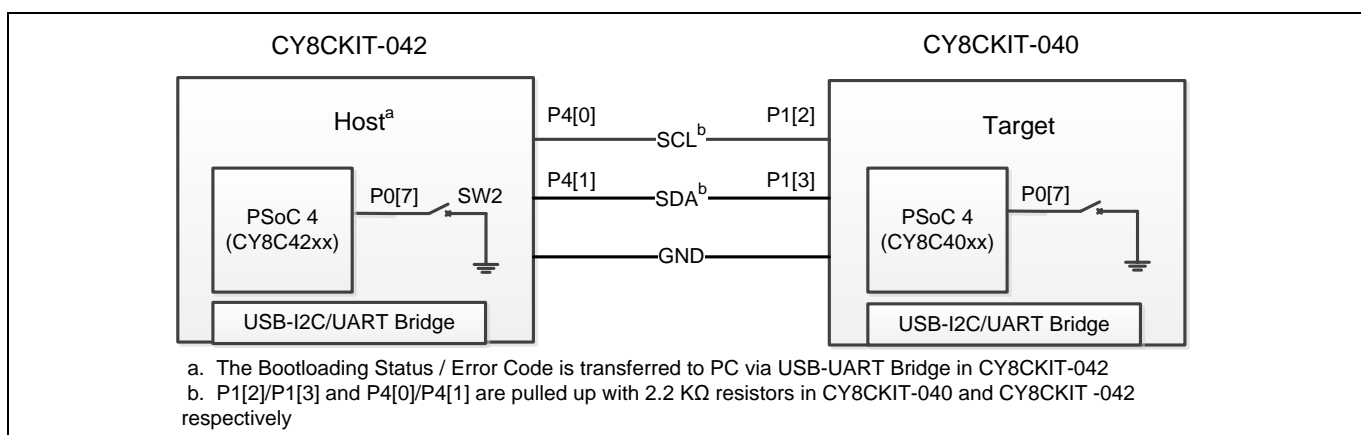 CY8CKIT-042 CY8CKIT-040
Hostᵃ
P4[0] SCLᵇ P1[2]
Target
P4[1] SDAᵇ P1[3]
P0[7] SW2
PSoC 4
(CY8C42xx)
P0[7]
PSoC 4
(CY8C40xx)
GND
USB-I2C/UART Bridge USB-I2C/UART Bridge
a. The Bootloading Status / Error Code is transferred to PC via USB-UART Bridge in CY8CKIT-042
b. P1[2]/P1[3] and P4[0]/P4[1] are pulled up with 2.2 KΩ resistors in CY8CKIT-040 and CY8CKIT -042
respectively